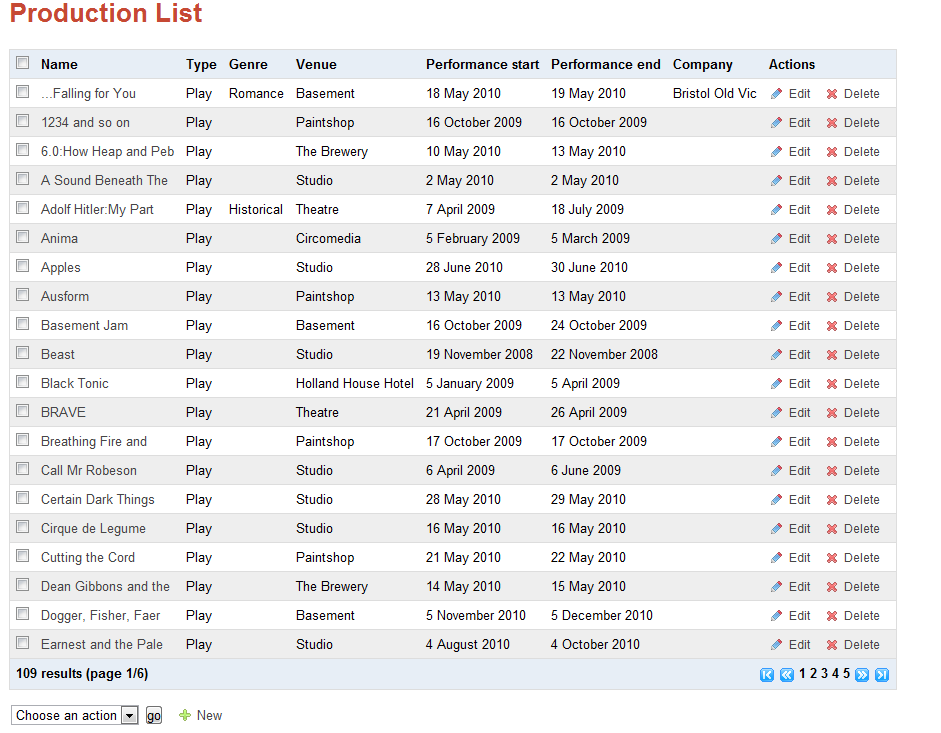 Production List
Name Type Genre Venue Performance start Performance end Company Actions
...Falling for You Play Romance Basement 18 May 2010 19 May 2010 Bristol Old Vic Edit Delete
1234 and so on Play Paintshop 16 October 2009 16 October 2009 Edit Delete
6.0:How Heap and Peb Play The Brewery 10 May 2010 13 May 2010 Edit Delete
A Sound Beneath The Play Studio 2 May 2010 2 May 2010 Edit Delete
Adolf Hitler:My Part Play Historical Theatre 7 April 2009 18 July 2009 Edit Delete
Anima Play Circomedia 5 February 2009 5 March 2009 Edit Delete
Apples Play Studio 28 June 2010 30 June 2010 Edit Delete
Ausform Play Paintshop 13 May 2010 13 May 2010 Edit Delete
Basement Jam Play Basement 16 October 2009 24 October 2009 Edit Delete
Beast Play Studio 19 November 2008 22 November 2008 Edit Delete
Black Tonic Play Holland House Hotel 5 January 2009 5 April 2009 Edit Delete
BRAVE Play Theatre 21 April 2009 26 April 2009 Edit Delete
Breathing Fire and Play Paintshop 17 October 2009 17 October 2009 Edit Delete
Call Mr Robeson Play Studio 6 April 2009 6 June 2009 Edit Delete
Certain Dark Things Play Studio 28 May 2010 29 May 2010 Edit Delete
Cirque de Legume Play Studio 16 May 2010 16 May 2010 Edit Delete
Cutting the Cord Play Paintshop 21 May 2010 22 May 2010 Edit Delete
Dean Gibbons and the Play The Brewery 14 May 2010 15 May 2010 Edit Delete
Dogger, Fisher, Faer Play Basement 5 November 2010 5 December 2010 Edit Delete
Earnest and the Pale Play Studio 4 August 2010 4 October 2010 Edit Delete
109 results (page 1/6) 1 2 3 4 5
Choose an action go New